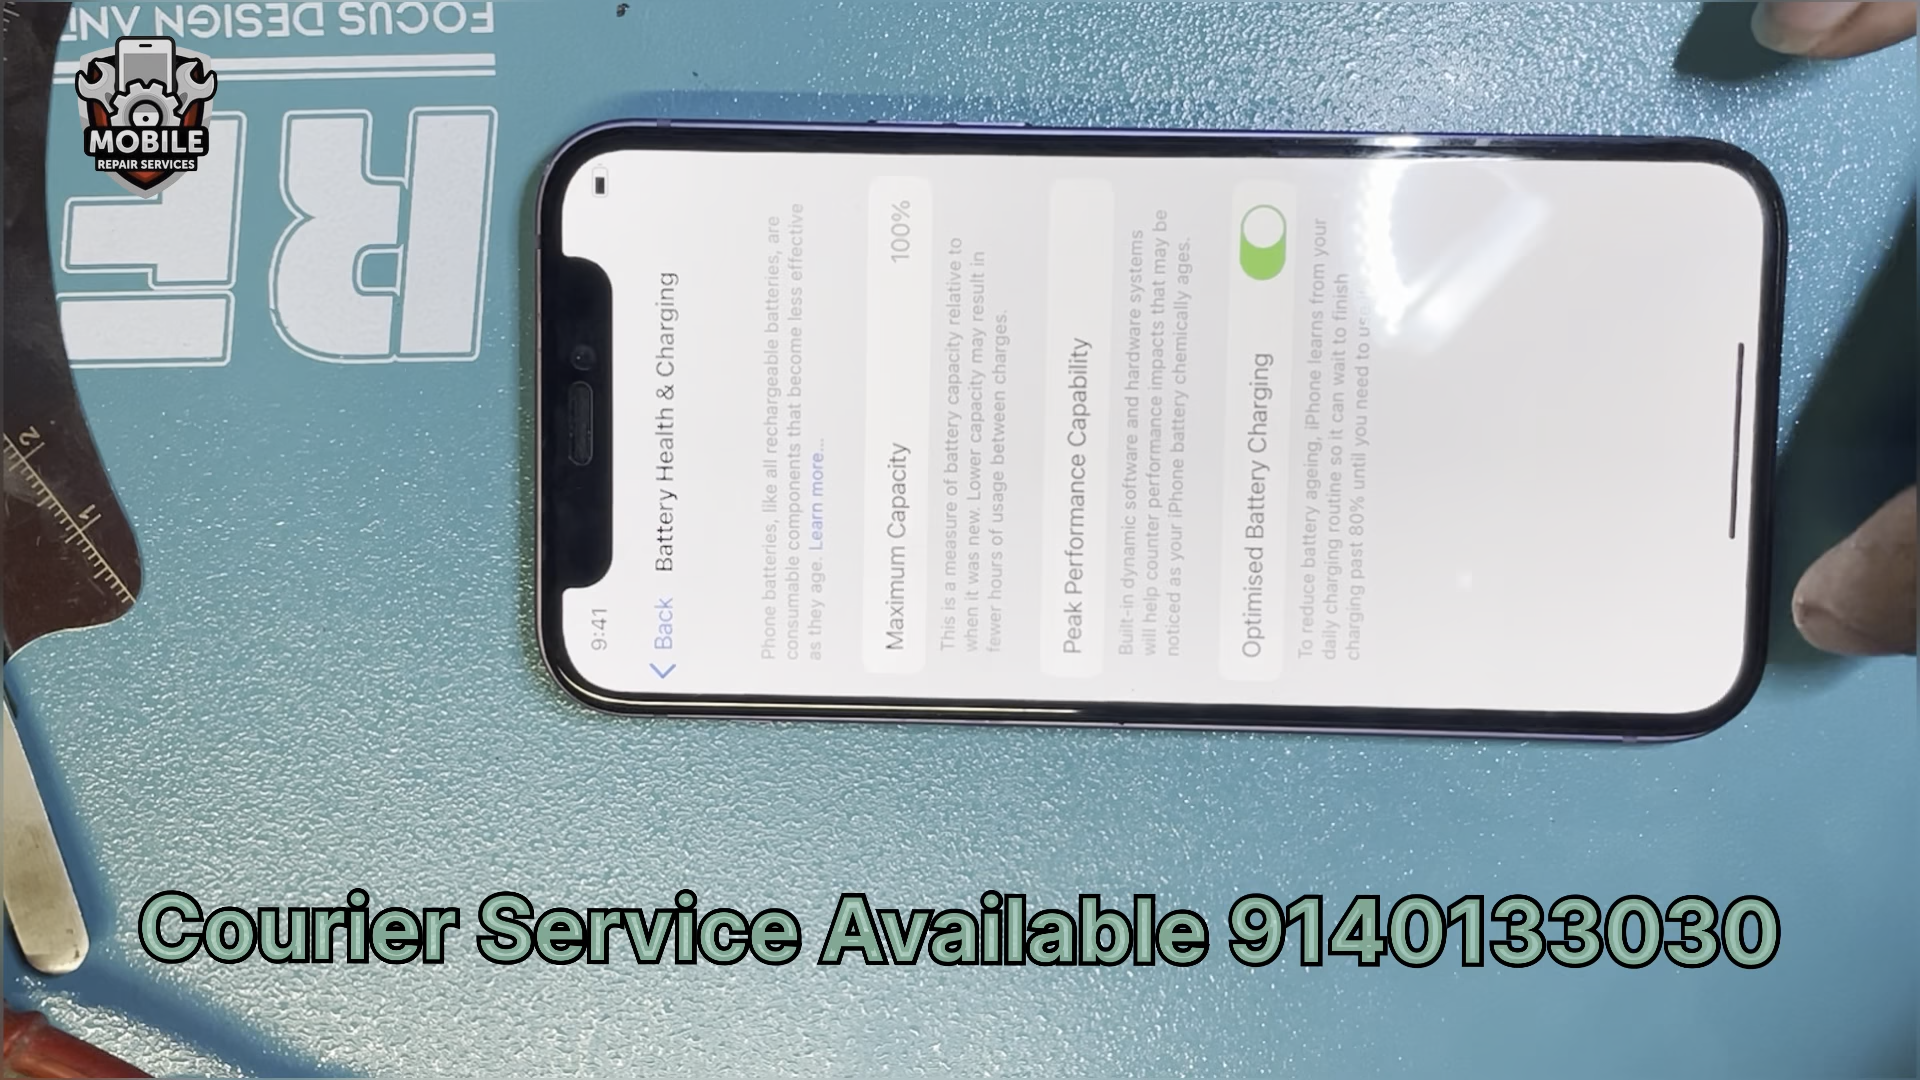 FOCUS DESIGN AN
MOBILE
REPAIR SERVICES
2
1
9:41
Back
Battery Health & Charging
Phone batteries, like all rechargeable batteries, are
consumable components that become less effective
as they age. Learn more...
Maximum Capacity 100%
This is a measure of battery capacity relative to
when it was new. Lower capacity may result in
fewer hours of usage between charges.
Peak Performance Capability
Built-in dynamic software and hardware systems
will help counter performance impacts that may be
noticed as your iPhone battery chemically ages.
Optimised Battery Charging
To reduce battery ageing, iPhone learns from your
daily charging routine so it can wait to finish
charging past 80% until you need to use
Courier Service Available 9140133030